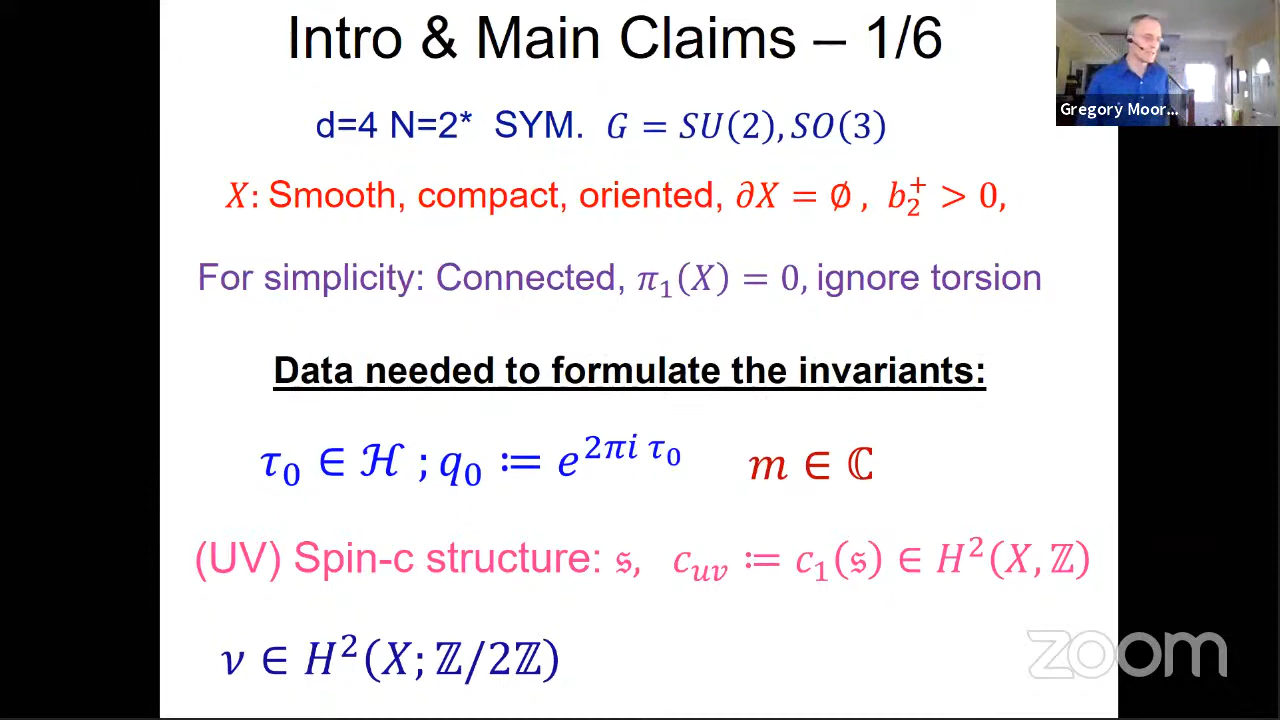 Intro & Main Claims – 1/6
Gregory Moor...
d=4 N=2* SYM. G = SU(2), SO(3)
X: Smooth, compact, oriented, ∂X = ∅ , b₂⁺ > 0,
For simplicity: Connected, π₁(X) = 0, ignore torsion
Data needed to formulate the invariants:
τ₀ ∈ ℋ ; q₀ ≔ e^{2πi τ₀} m ∈ ℂ
(UV) Spin-c structure: 𝔰, c_{uv} ≔ c₁(𝔰) ∈ H²(X, ℤ)
ν ∈ H²(X; ℤ/2ℤ)
zoom